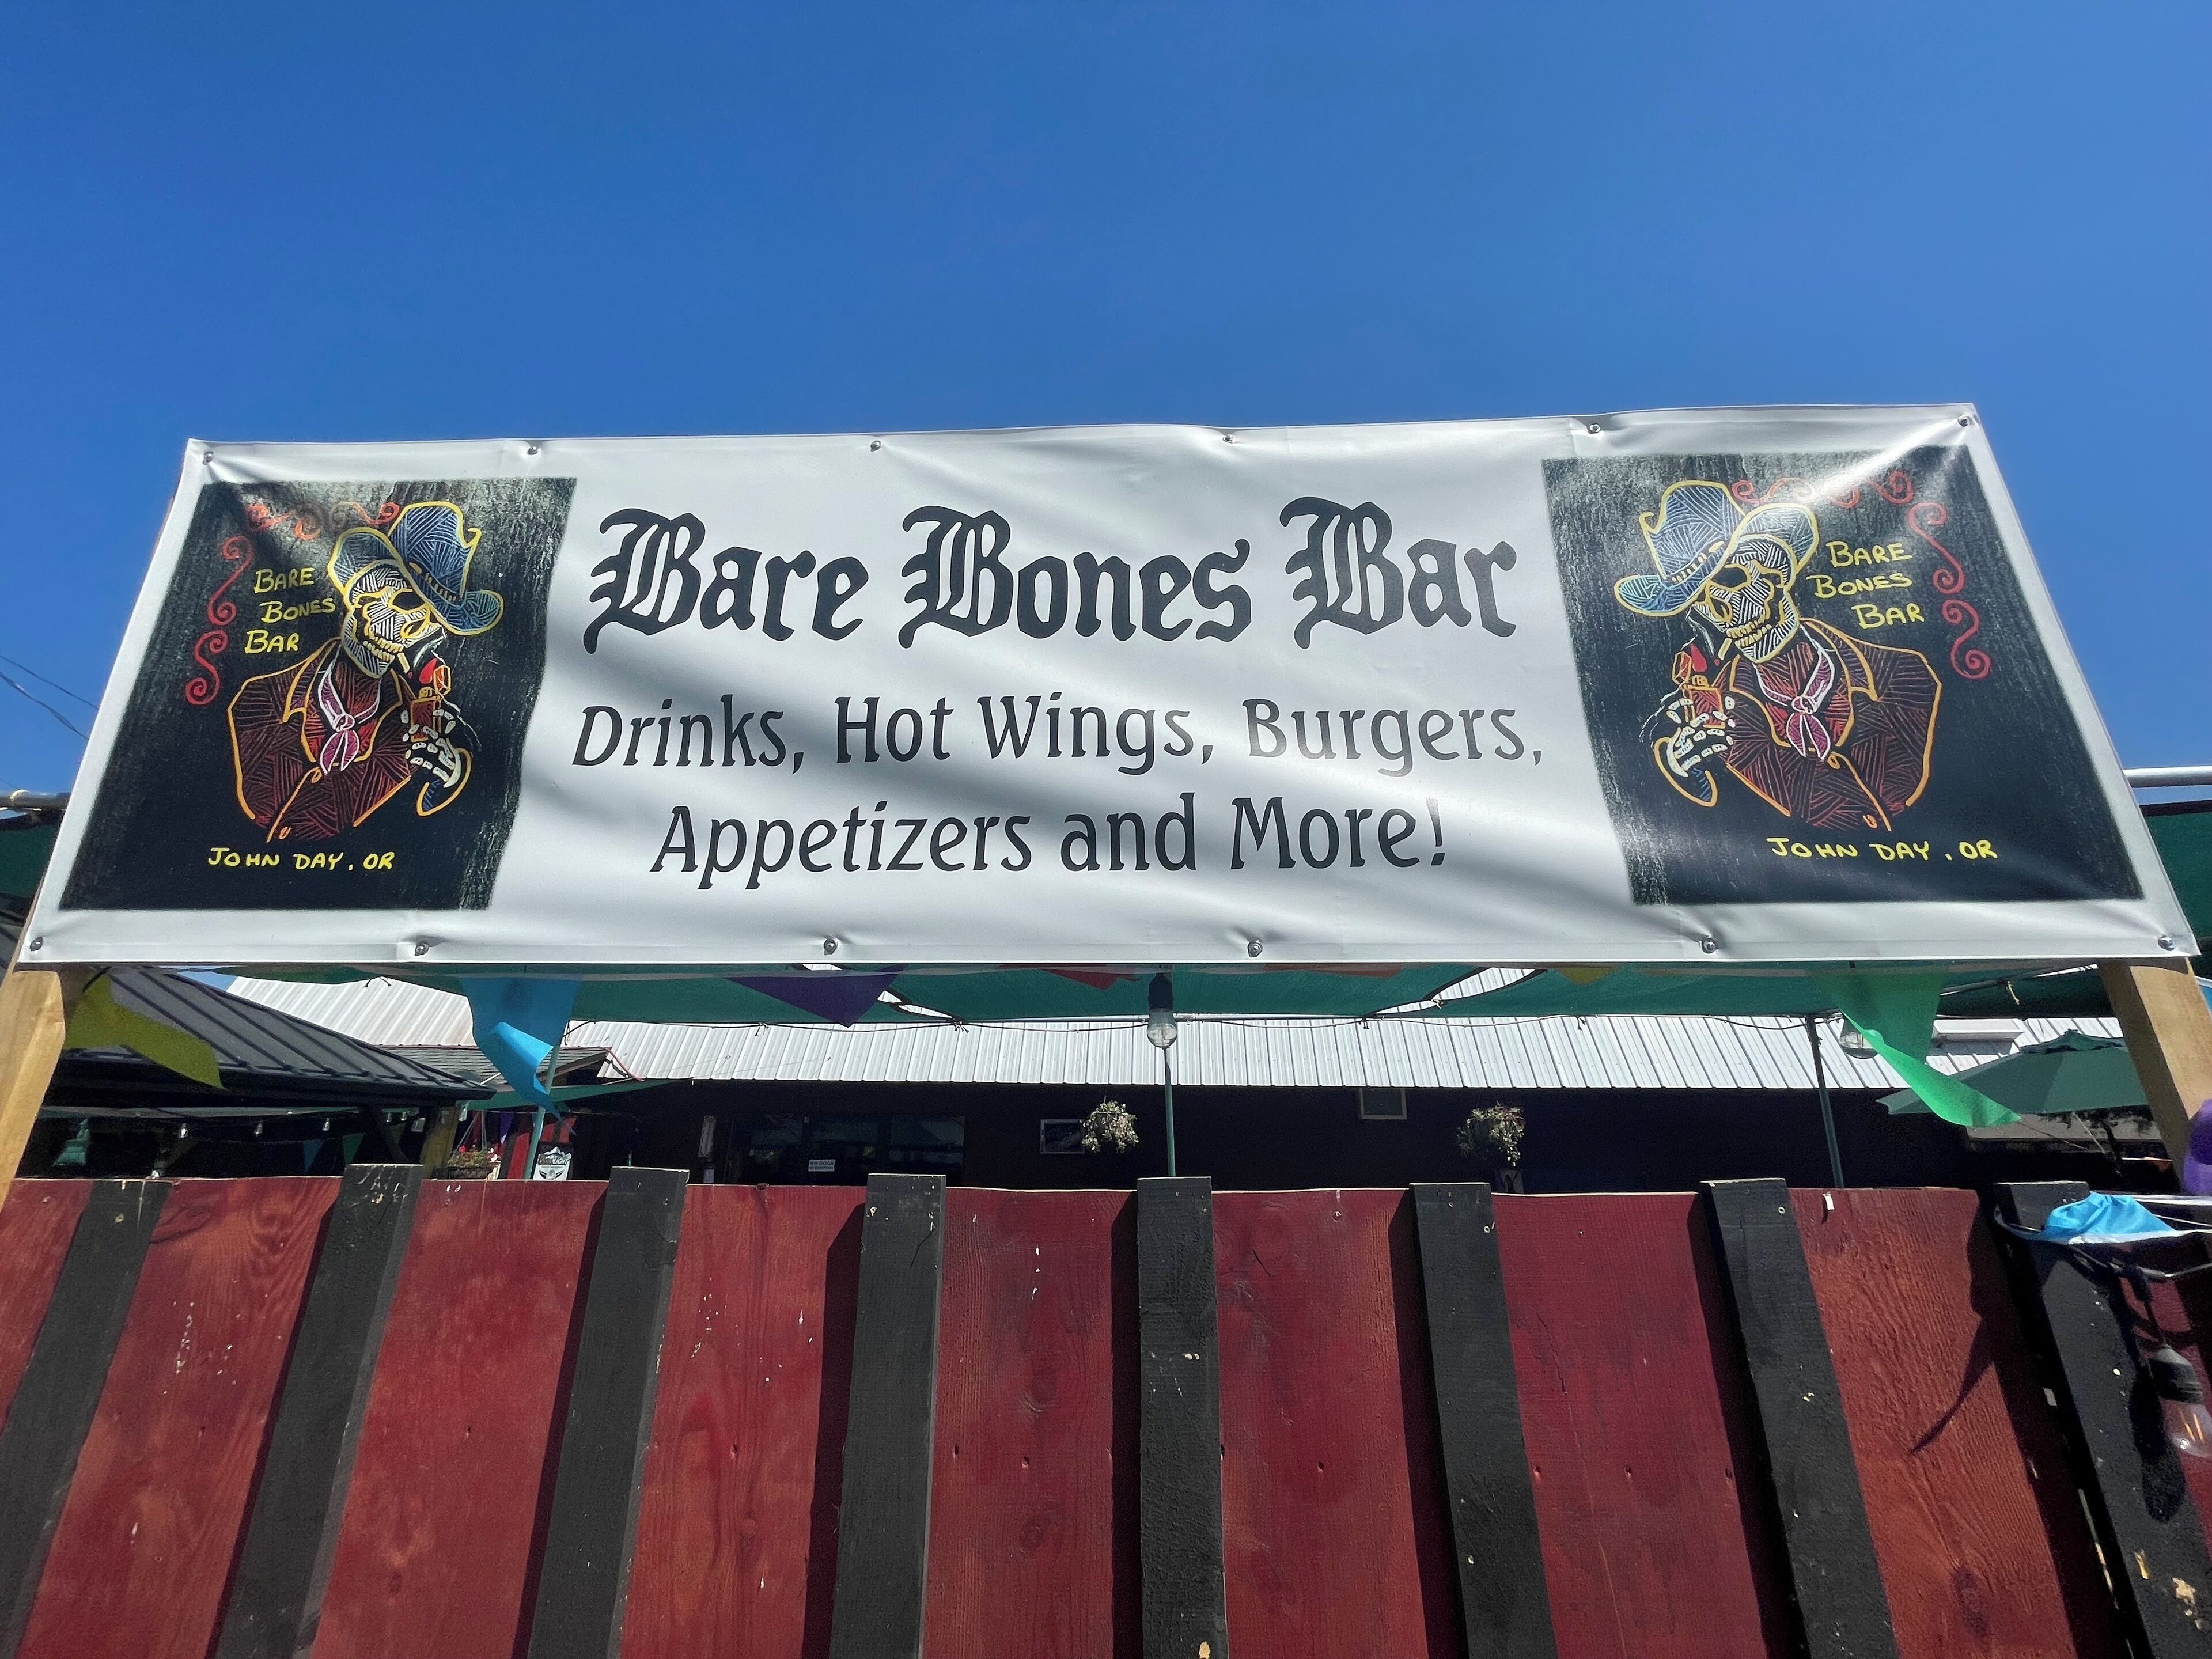 BARE
BONES
BAR
JOHN DAY, OR
Bare Bones Bar
Drinks, Hot Wings, Burgers,
Appetizers and More!
BARE
BONES
BAR
JOHN DAY, OR